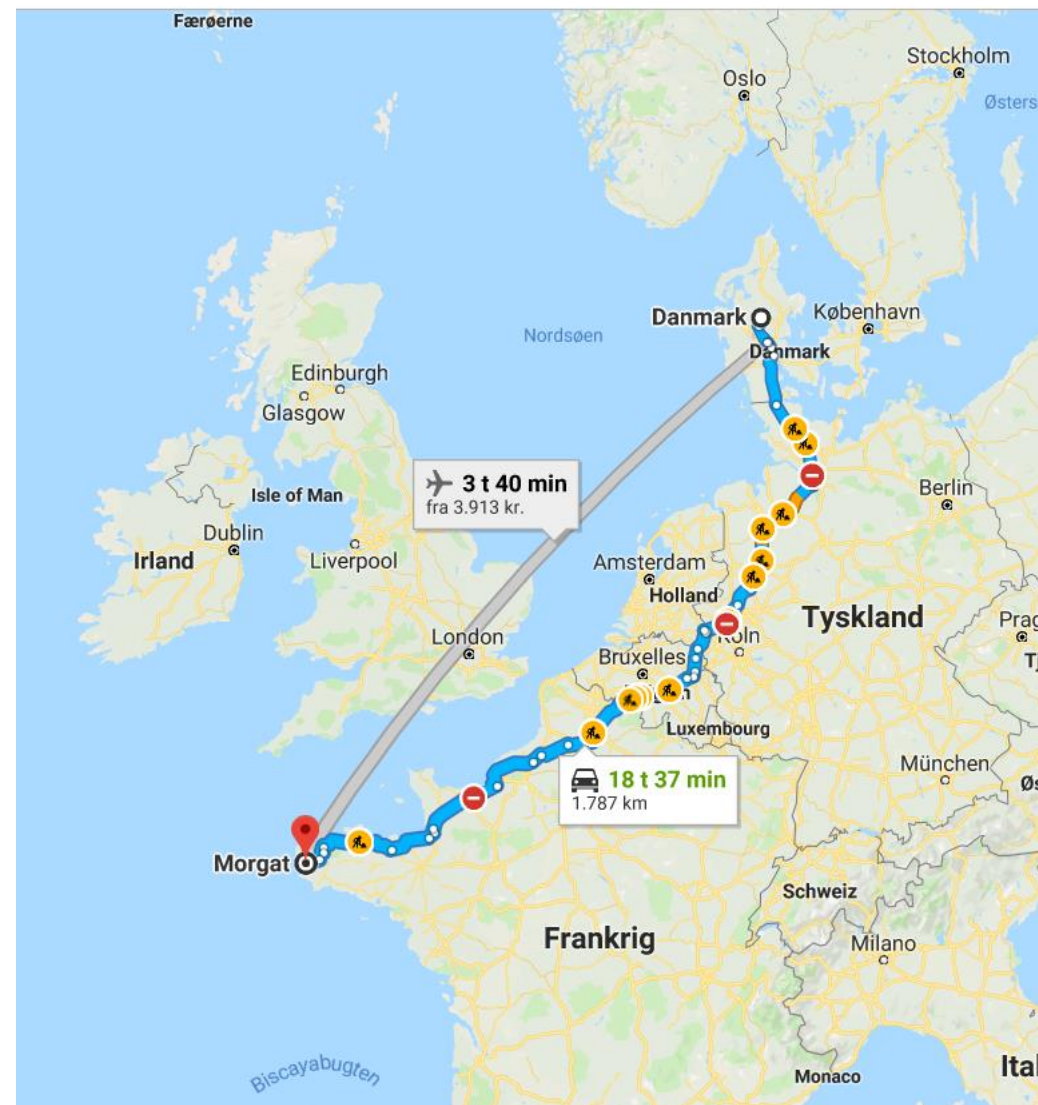 Færøerne
Stockholm
Oslo
Østers
Danmark
København
Danmark
Nordsøen
Edinburgh
Glasgow
3 t 40 min
fra 3.913 kr.
Isle of Man
Berlin
Dublin
Irland
Liverpool
Amsterdam
Holland
Tyskland
Prag
London
Köln
Bruxelles
Luxembourg
München
18 t 37 min
1.787 km
Morgat
Schweiz
Frankrig
Milano
Biscayabugten
Monaco
Ital